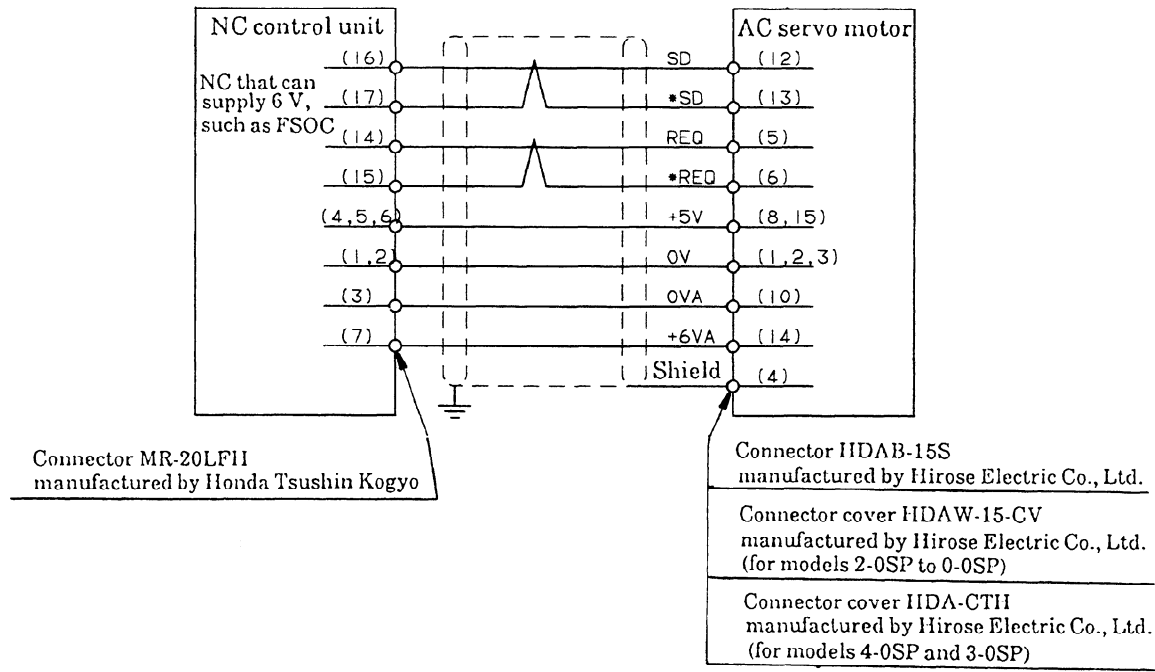 NC control unit
AC servo motor
(16) SD (12)
NC that can
supply 6 V,
such as FS0C
(17) *SD (13)
(14) REQ (5)
(15) *REQ (6)
(4,5,6) +5V (8,15)
(1,2) 0V (1,2,3)
(3) 0VA (10)
(7) +6VA (14)
Shield (4)
Connector MR-20LFH
manufactured by Honda Tsushin Kogyo
Connector HDAB-15S
manufactured by Hirose Electric Co., Ltd.
Connector cover HDAW-15-CV
manufactured by Hirose Electric Co., Ltd.
(for models 2-0SP to 0-0SP)
Connector cover HDA-CTH
manufactured by Hirose Electric Co., Ltd.
(for models 4-0SP and 3-0SP)